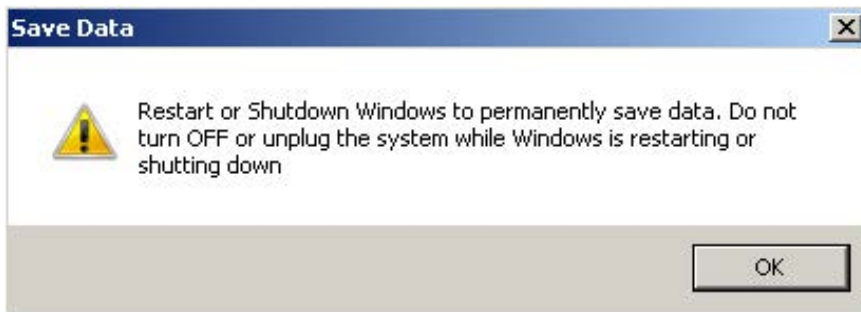 Save Data
Restart or Shutdown Windows to permanently save data. Do not
turn OFF or unplug the system while Windows is restarting or
shutting down
OK